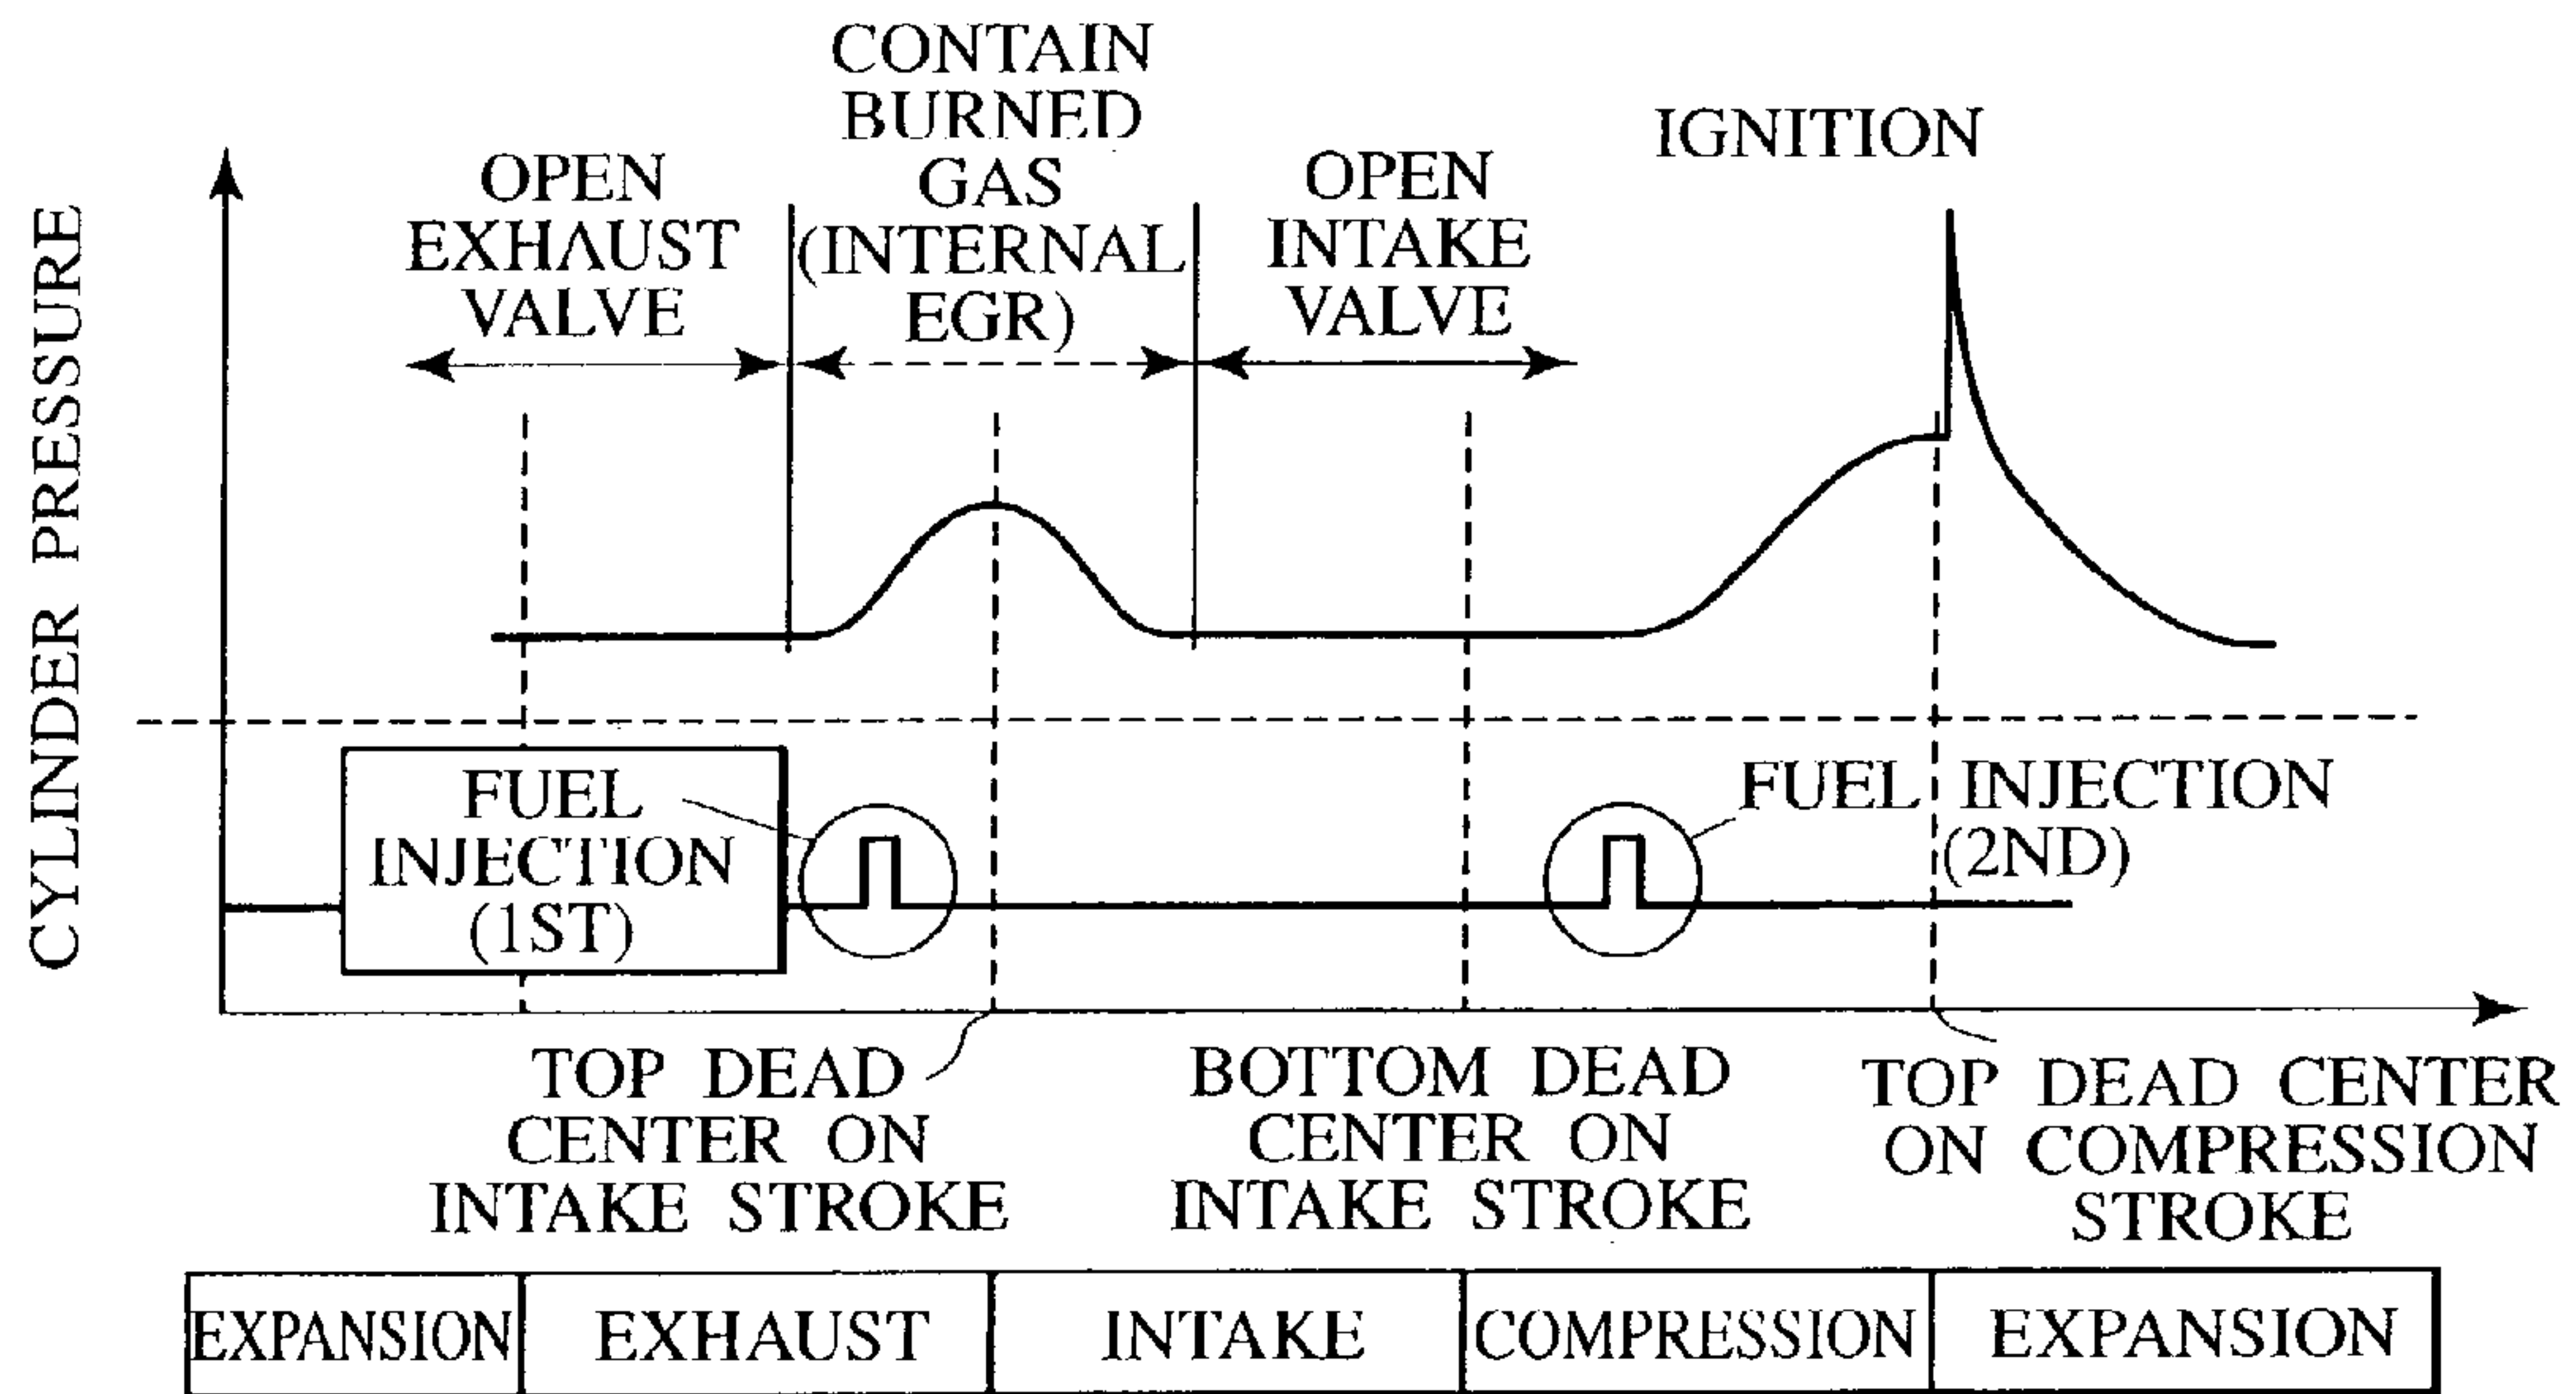 CONTAIN
BURNED
GAS
(INTERNAL
EGR)
OPEN
EXHAUST
VALVE
OPEN
INTAKE
VALVE
IGNITION
CYLINDER PRESSURE
FUEL
INJECTION
(1ST)
FUEL INJECTION
(2ND)
TOP DEAD
CENTER ON
INTAKE STROKE
BOTTOM DEAD
CENTER ON
INTAKE STROKE
TOP DEAD CENTER
ON COMPRESSION
STROKE
EXPANSION
EXHAUST
INTAKE
COMPRESSION
EXPANSION